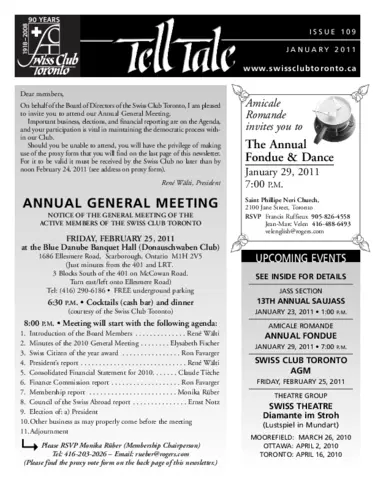 90 YEARS
1918–2008
Swiss Club
Toronto
Tell Tale
ISSUE 109
JANUARY 2011
www.swissclubtoronto.ca
Dear members,
On behalf of the Board of Directors of the Swiss Club Toronto, I am pleased
to invite you to attend our Annual General Meeting.
Important business, elections, and financial reporting are on the Agenda,
and your participation is vital in maintaining the democratic process with-
in our Club.
Should you be unable to attend, you will have the privilege of making
use of the proxy form that you will find on the last page of this newsletter.
For it to be valid it must be received by the Swiss Club no later than by
noon February 24, 2011 (see address on proxy form).
René Wälti, President
ANNUAL GENERAL MEETING
NOTICE OF THE GENERAL MEETING OF THE
ACTIVE MEMBERS OF THE SWISS CLUB TORONTO
FRIDAY, FEBRUARY 25, 2011
at the Blue Danube Banquet Hall (Donauschwaben Club)
1686 Ellesmere Road, Scarborough, Ontario M1H 2V5
(Just minutes from the 401 and LRT.
3 Blocks South of the 401 on McCowan Road.
Turn east/left onto Ellesmere Road)
Tel: (416) 290-6186 • FREE underground parking
6:30 P.M. • Cocktails (cash bar) and dinner
(courtesy of the Swiss Club Toronto)
8:00 P.M. • Meeting will start with the following agenda:
1. Introduction of the Board Members . . . . . . . . . . . . . . René Wälti
2. Minutes of the 2010 General Meeting . . . . . . . . Elysabeth Fischer
3. Swiss Citizen of the year award . . . . . . . . . . . . . . . . Ron Favarger
4. President's report . . . . . . . . . . . . . . . . . . . . . . . . . . . . René Wälti
5. Consolidated Financial Statement for 2010. . . . . . . Claude Tièche
6. Finance Commission report . . . . . . . . . . . . . . . . . . . Ron Favarger
7. Membership report . . . . . . . . . . . . . . . . . . . . . . . . Monika Rüber
8. Council of the Swiss Abroad report . . . . . . . . . . . . . . . Ernst Notz
9. Election of: a) President
10. Other business as may properly come before the meeting
11. Adjournment
Please RSVP Monika Rüber (Membership Chairperson)
Tel: 416-203-2026 – Email: rueber@rogers.com
(Please find the proxy vote form on the back page of this newsletter.)
Amicale
Romande
invites you to
The Annual
Fondue & Dance
January 29, 2011
7:00 P.M.
Saint Phillipe Neri Church,
2100 Jane Street, Toronto
RSVP Francis Ruffieux 905-826-4558
Jean-Marc Velen 416-488-6493
velenglish@rogers.com
UPCOMING EVENTS
SEE INSIDE FOR DETAILS
JASS SECTION
13TH ANNUAL SAUJASS
JANUARY 23, 2011 • 1:00 P.M.
AMICALE ROMANDE
ANNUAL FONDUE
JANUARY 29, 2011 • 7:00 P.M.
SWISS CLUB TORONTO
AGM
FRIDAY, FEBRUARY 25, 2011
THEATRE GROUP
SWISS THEATRE
Diamante im Stroh
(Lustspiel in Mundart)
MOOREFIELD: MARCH 26, 2010
OTTAWA: APRIL 2, 2010
TORONTO: APRIL 16, 2010